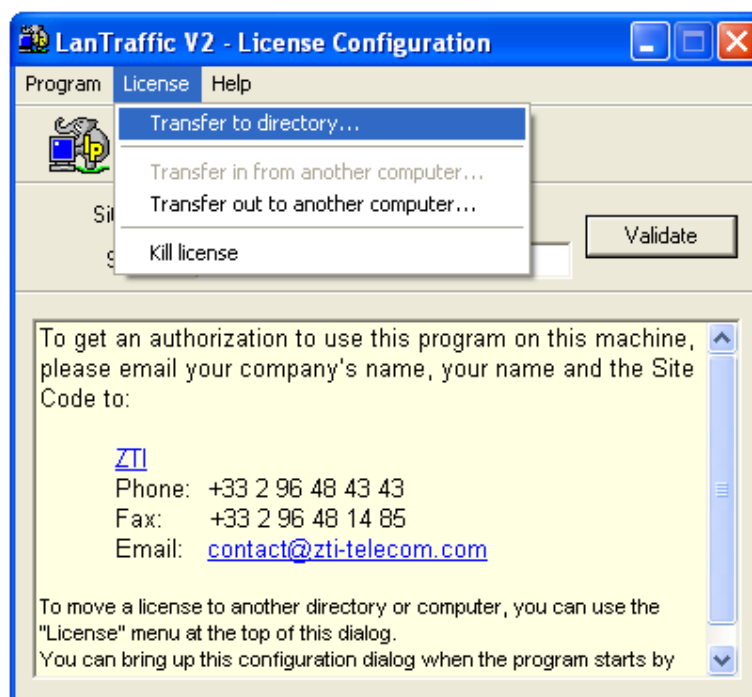 LanTraffic V2 - License Configuration
Program License Help
Transfer to directory...
Transfer in from another computer...
Transfer out to another computer...
Kill license
Validate
To get an authorization to use this program on this machine,
please email your company's name, your name and the Site
Code to:
ZTI
Phone: +33 2 96 48 43 43
Fax: +33 2 96 48 14 85
Email: contact@zti-telecom.com
To move a license to another directory or computer, you can use the
"License" menu at the top of this dialog.
You can bring up this configuration dialog when the program starts by